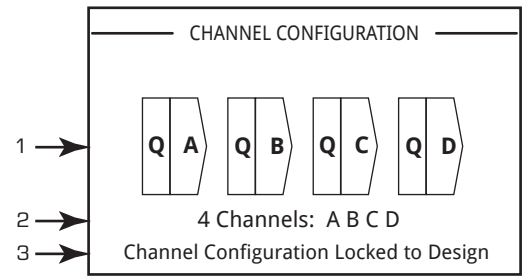 CHANNEL CONFIGURATION
1
Q A Q B Q C Q D
2
4 Channels: A B C D
3
Channel Configuration Locked to Design